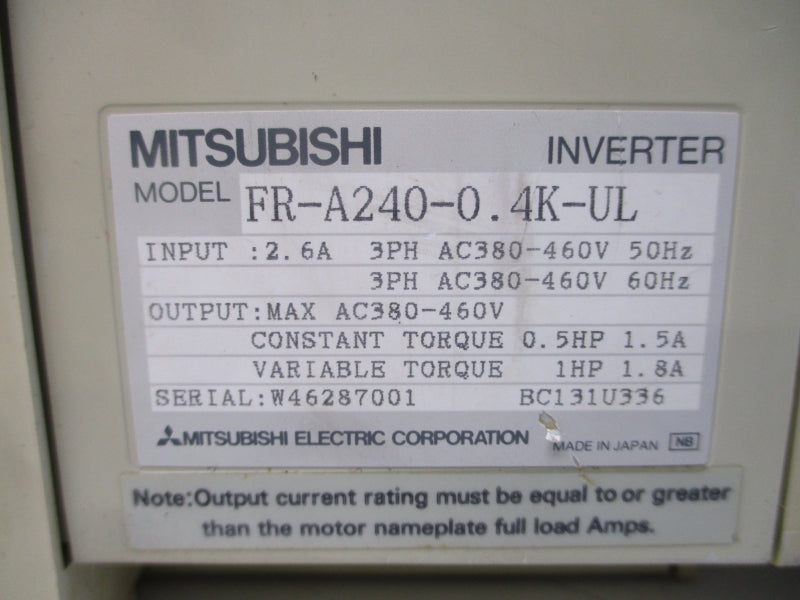 MITSUBISHI INVERTER
MODEL FR-A240-0.4K-UL
INPUT :2.6A 3PH AC380-460V 50Hz
3PH AC380-460V 60Hz
OUTPUT:MAX AC380-460V
CONSTANT TORQUE 0.5HP 1.5A
VARIABLE TORQUE 1HP 1.8A
SERIAL:W46287001 BC131U336
MITSUBISHI ELECTRIC CORPORATION MADE IN JAPAN NB
Note:Output current rating must be equal to or greater
than the motor nameplate full load Amps.